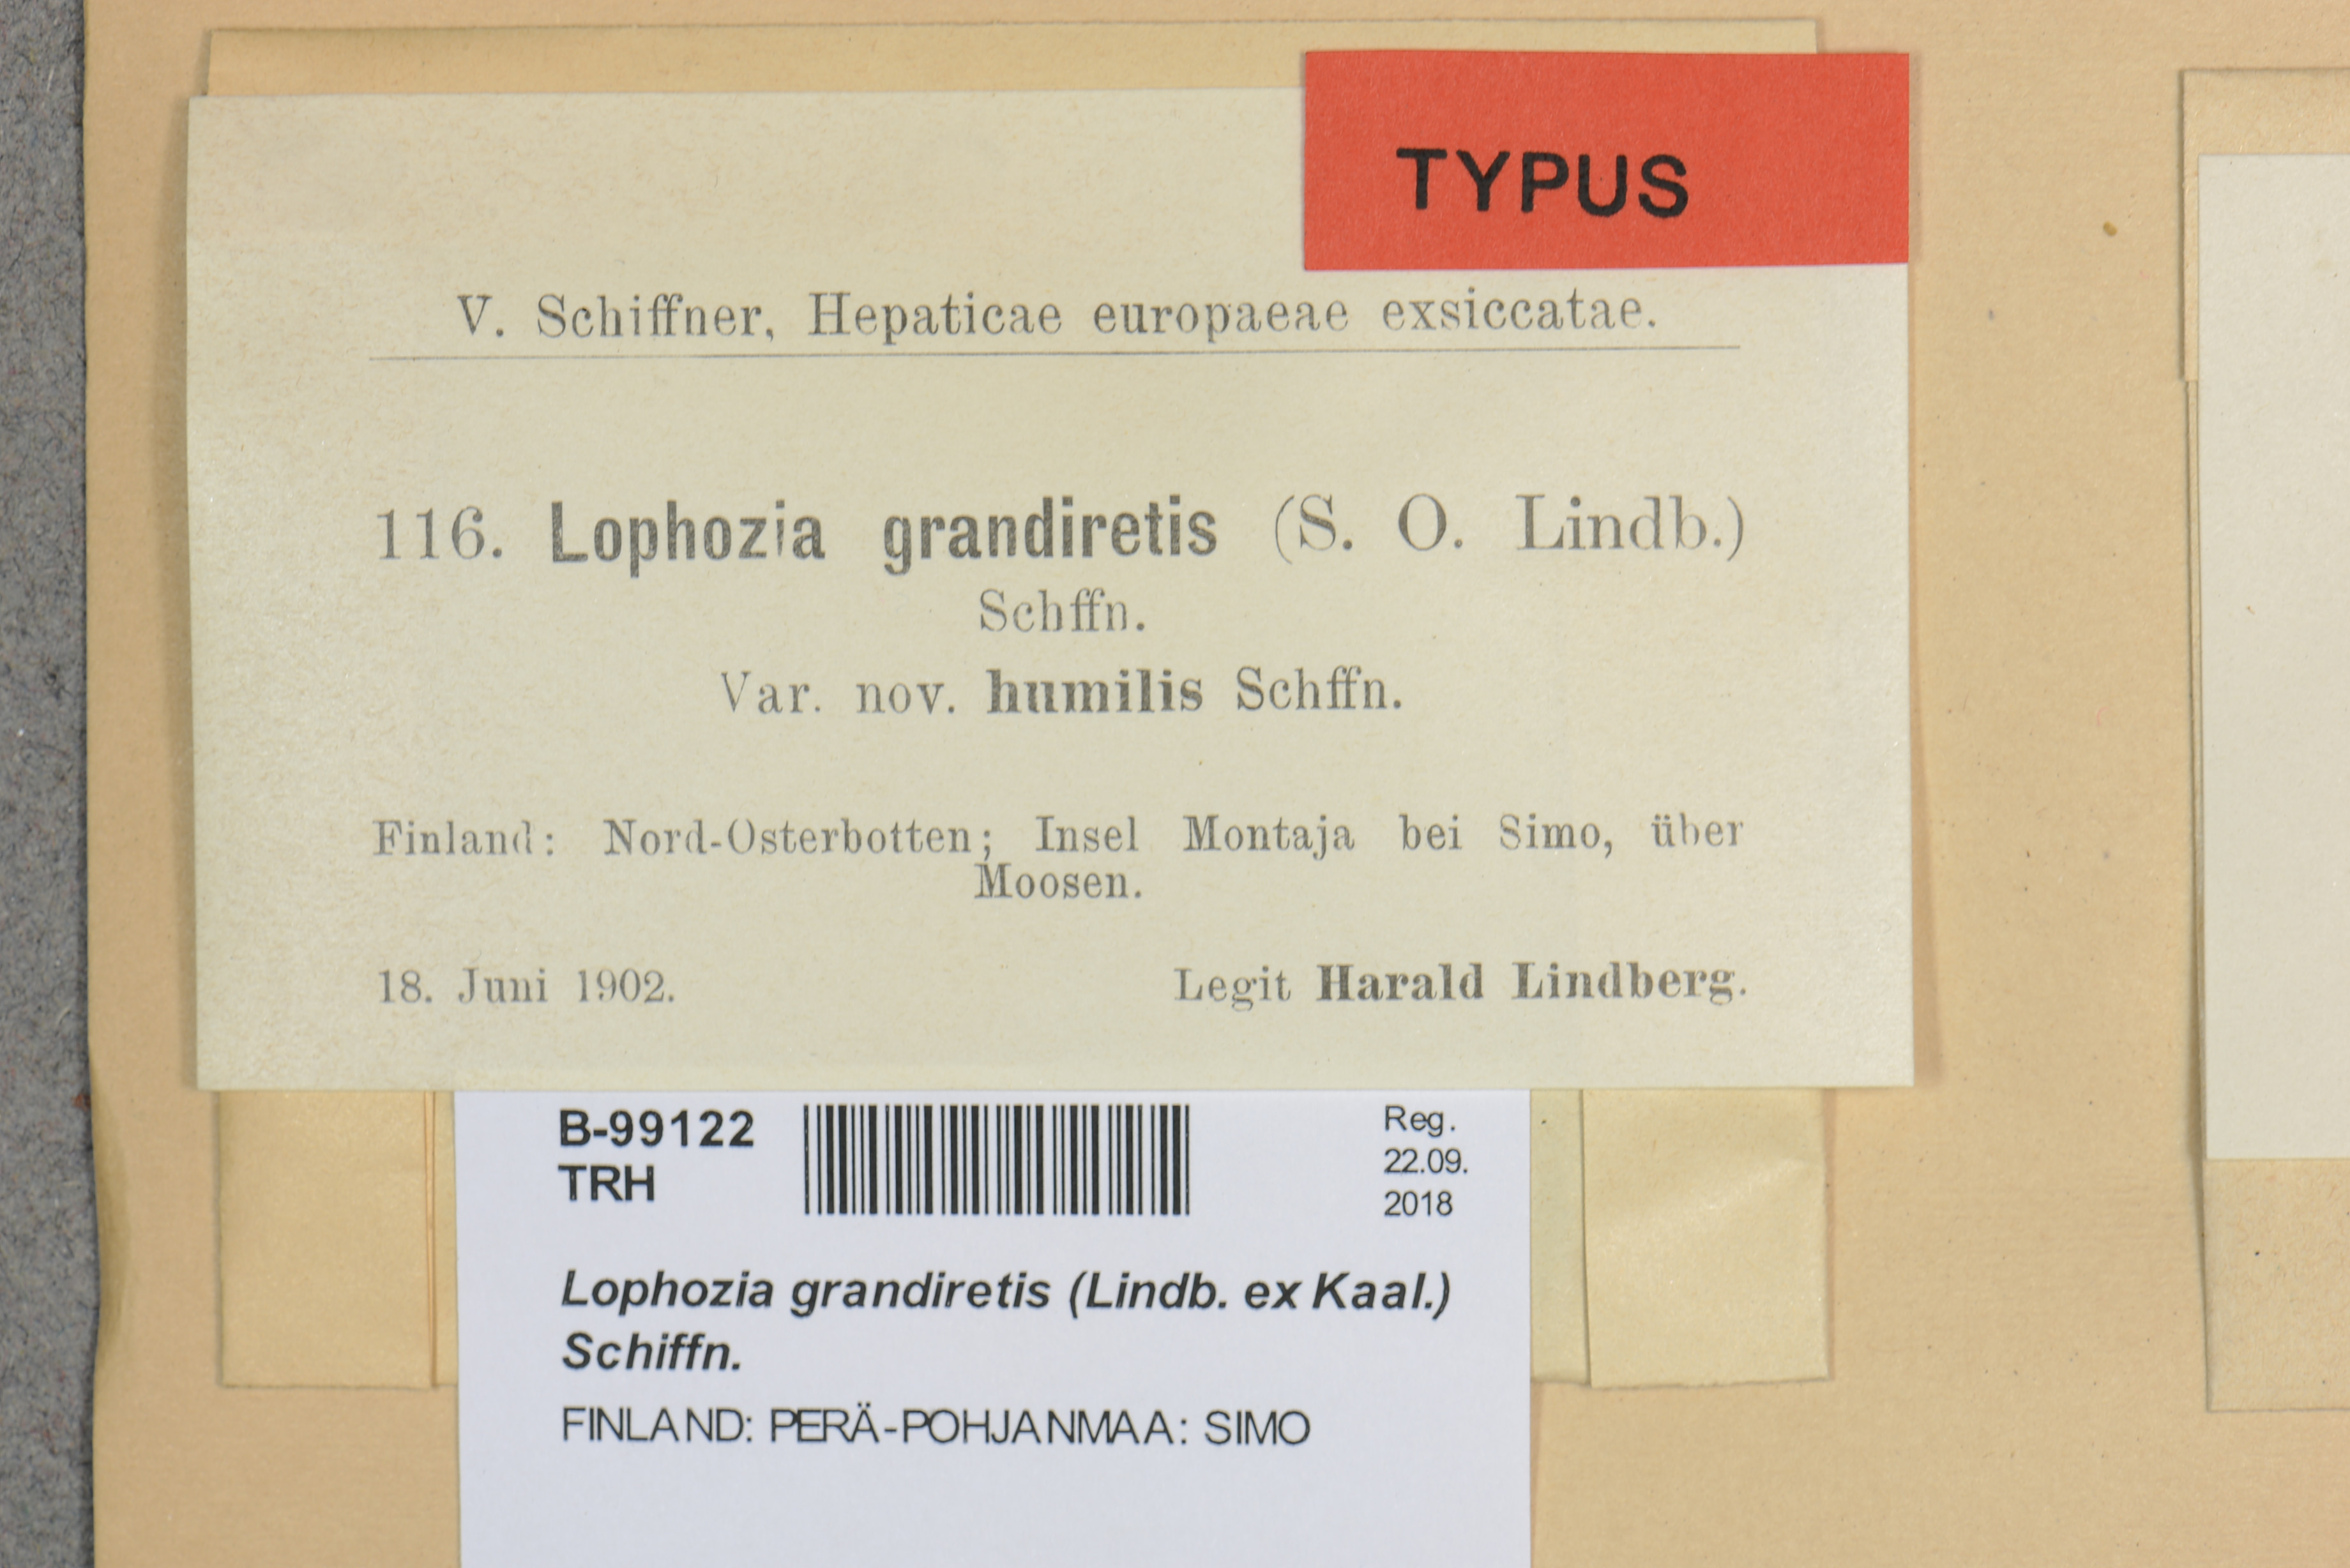 TYPUS
V. Schiffner, Hepaticae europaeae exsiccatae.
116. Lophozia grandiretis (S. O. Lindb.)
Schffn.
Var. nov. humilis Schffn.
Finland: Nord-Osterbotten; Insel Montaja bei Simo, über
Moosen.
18. Juni 1902. Legit Harald Lindberg.
B-99122
TRH
Reg.
22.09.
2018
Lophozia grandiretis (Lindb. ex Kaal.)
Schiffn.
FINLAND: PERÄ-POHJANMAA: SIMO